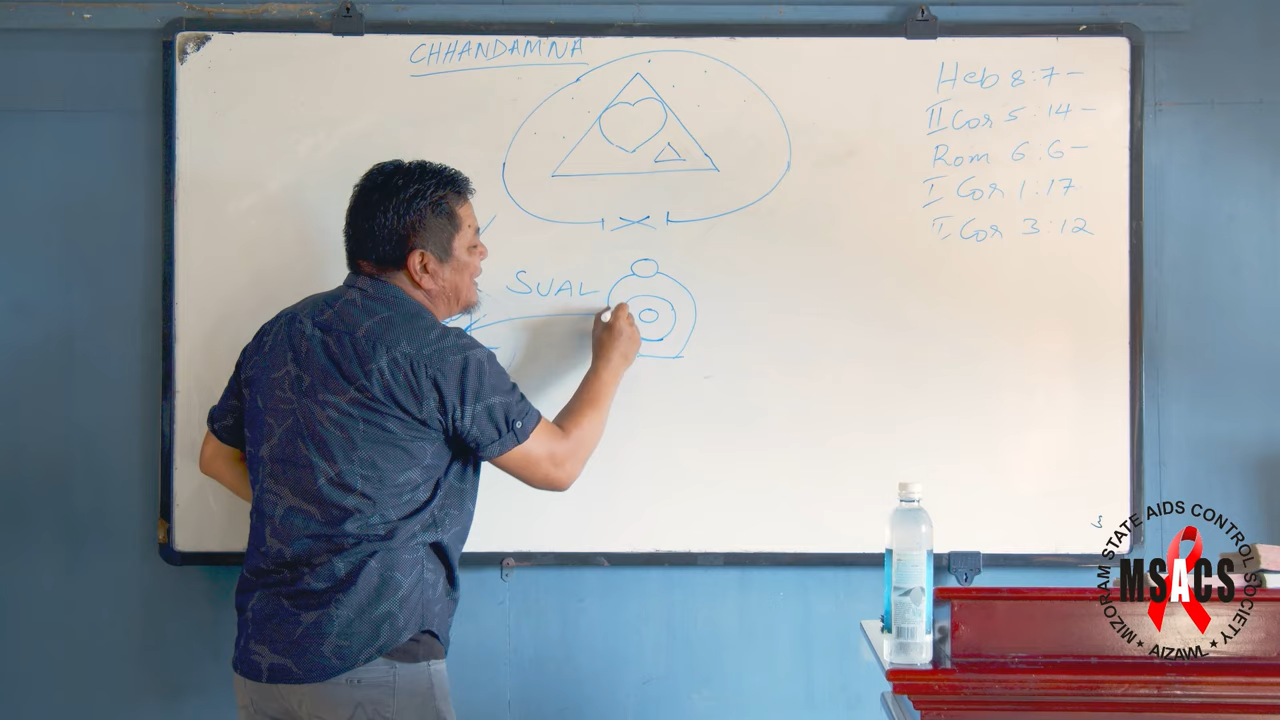 CHHANDAMNA
Heb 8:7-
II Cor 5:14-
Rom 6.6-
I Cor 1:17
II Cor 3:12
SUAL
MIZORAM STATE AIDS CONTROL SOCIETY
MSACS
★ AIZAWL ★